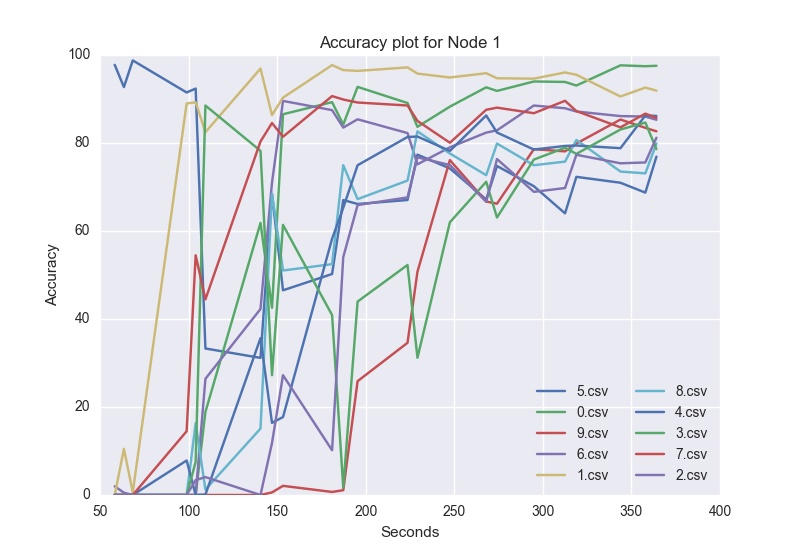 Accuracy plot for Node 1
100
80
60
40
20
0
Accuracy
5.csv 8.csv
0.csv 4.csv
9.csv 3.csv
6.csv 7.csv
1.csv 2.csv
50 100 150 200 250 300 350 400
Seconds